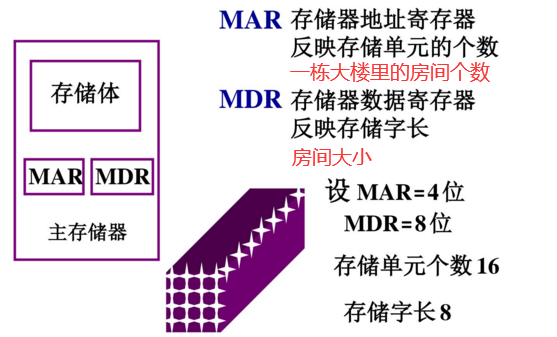 MAR 存储器地址寄存器
反映存储单元的个数
一栋大楼里的房间个数
MDR 存储器数据寄存器
反映存储字长
房间大小
存储体
MAR MDR
主存储器
设 MAR=4位
MDR=8位
存储单元个数16
存储字长8